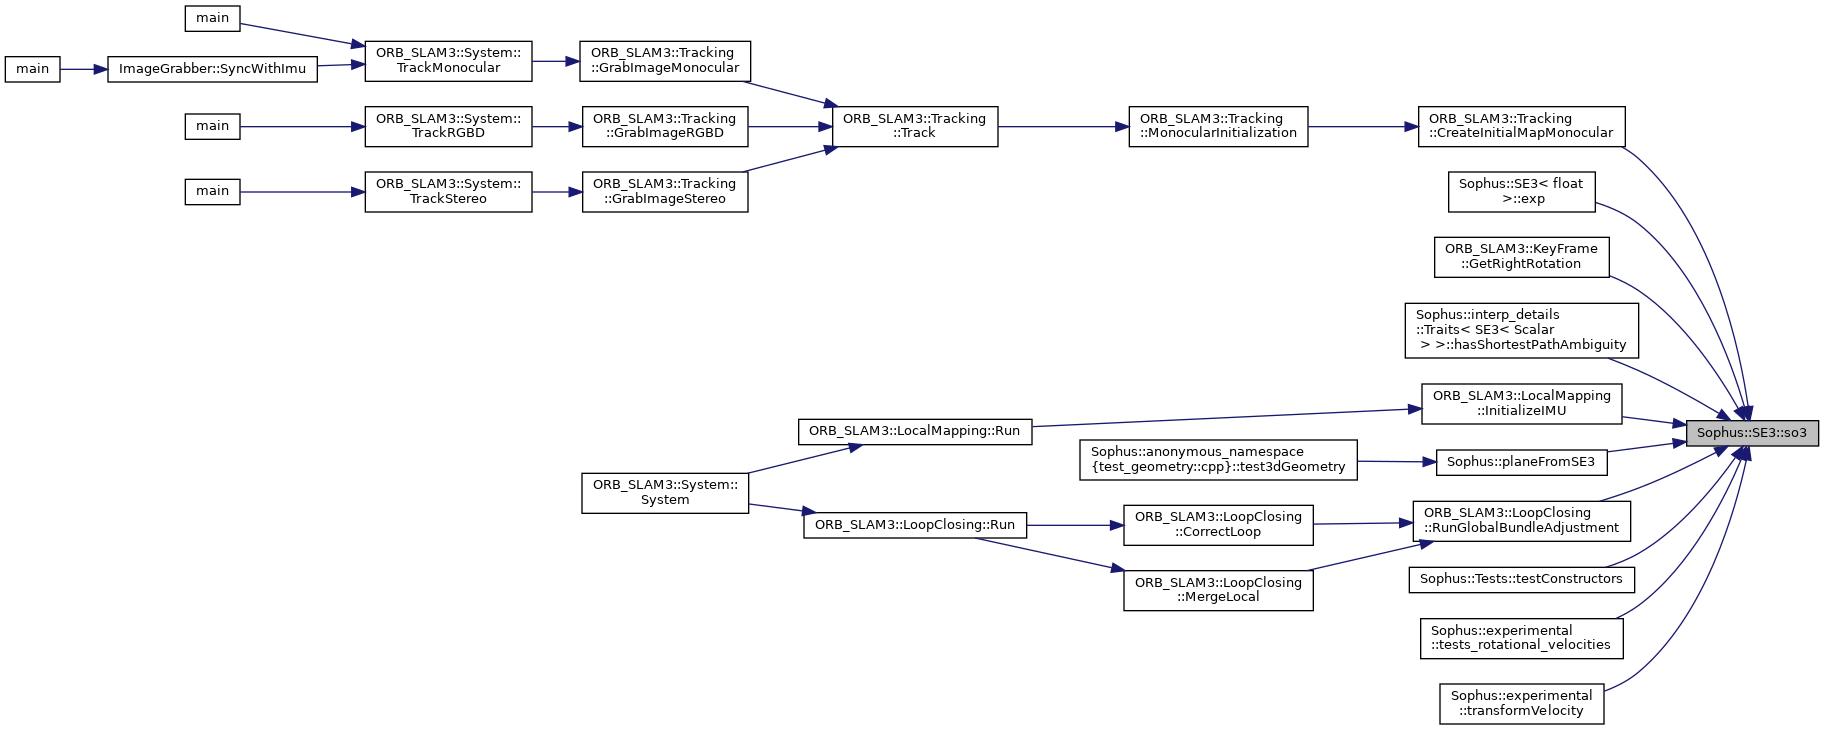 main
main
ImageGrabber::SyncWithImu
main
main
ORB_SLAM3::System::
TrackMonocular
ORB_SLAM3::System::
TrackRGBD
ORB_SLAM3::System::
TrackStereo
ORB_SLAM3::Tracking
::GrabImageMonocular
ORB_SLAM3::Tracking
::GrabImageRGBD
ORB_SLAM3::Tracking
::GrabImageStereo
ORB_SLAM3::Tracking
::Track
ORB_SLAM3::Tracking
::MonocularInitialization
ORB_SLAM3::Tracking
::CreateInitialMapMonocular
Sophus::SE3< float
>::exp
ORB_SLAM3::KeyFrame
::GetRightRotation
Sophus::interp_details
::Traits< SE3< Scalar
> >::hasShortestPathAmbiguity
ORB_SLAM3::LocalMapping
::InitializeIMU
ORB_SLAM3::LocalMapping::Run
Sophus::SE3::so3
Sophus::anonymous_namespace
{test_geometry::cpp}::test3dGeometry
Sophus::planeFromSE3
ORB_SLAM3::System::
System
ORB_SLAM3::LoopClosing::Run
ORB_SLAM3::LoopClosing
::CorrectLoop
ORB_SLAM3::LoopClosing
::RunGlobalBundleAdjustment
ORB_SLAM3::LoopClosing
::MergeLocal
Sophus::Tests::testConstructors
Sophus::experimental
::tests_rotational_velocities
Sophus::experimental
::transformVelocity